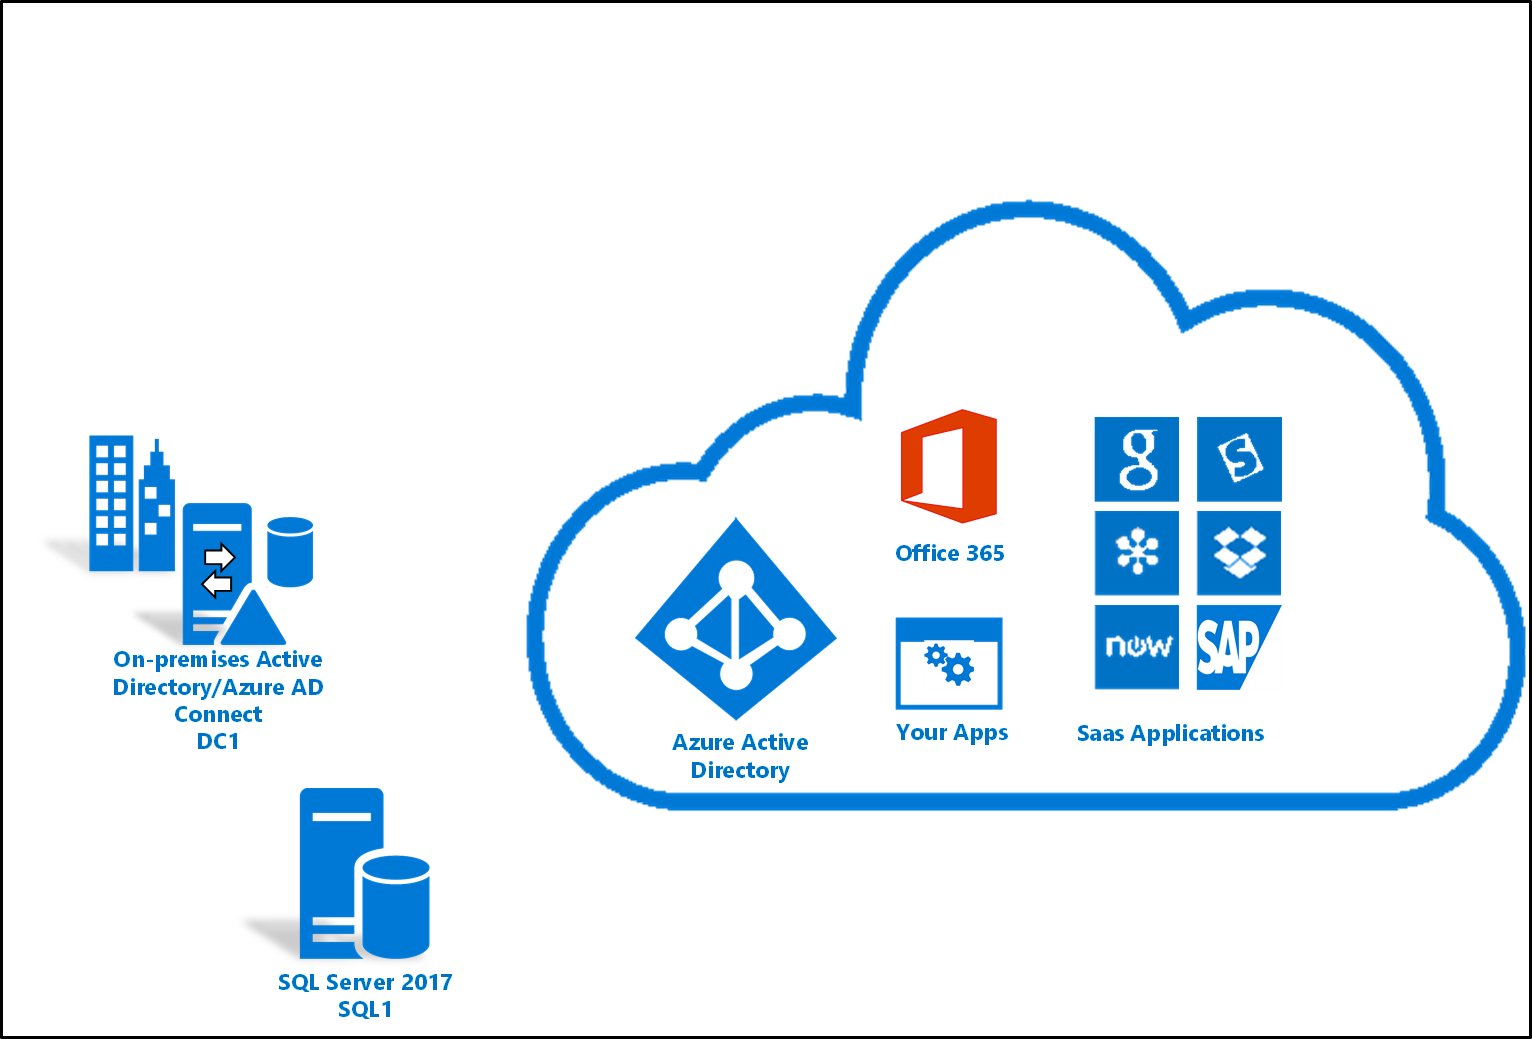 Office 365
g
S
now
SAP
On-premises Active
Directory/Azure AD
Connect
DC1
Azure Active
Directory
Your Apps
Saas Applications
SQL Server 2017
SQL1